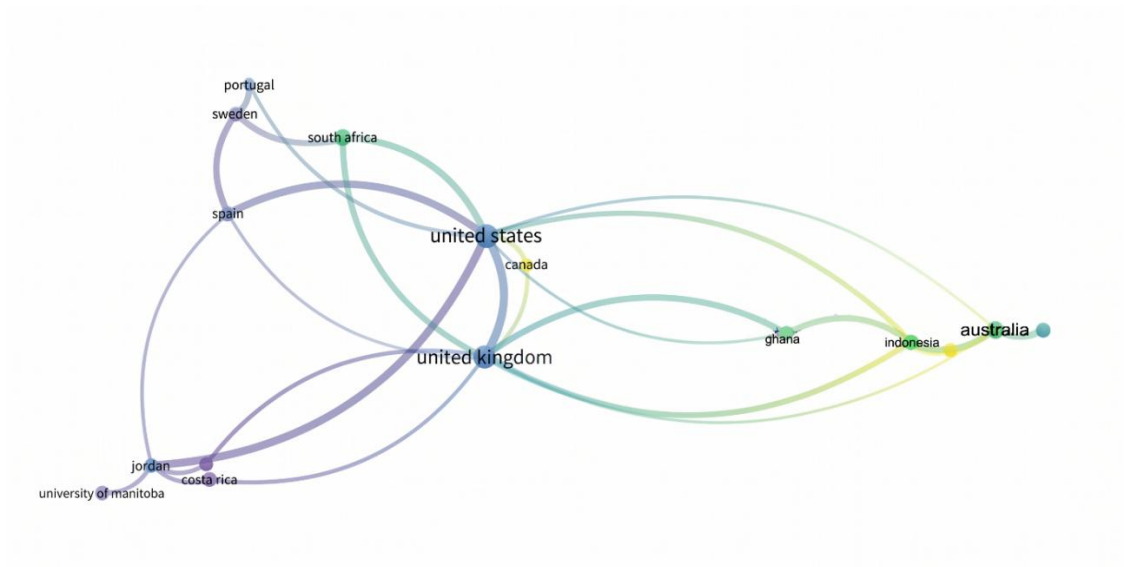 portugal
sweden
south africa
spain
united states
canada
australia
ghana
indonesia
united kingdom
jordan
costa rica
university of manitoba